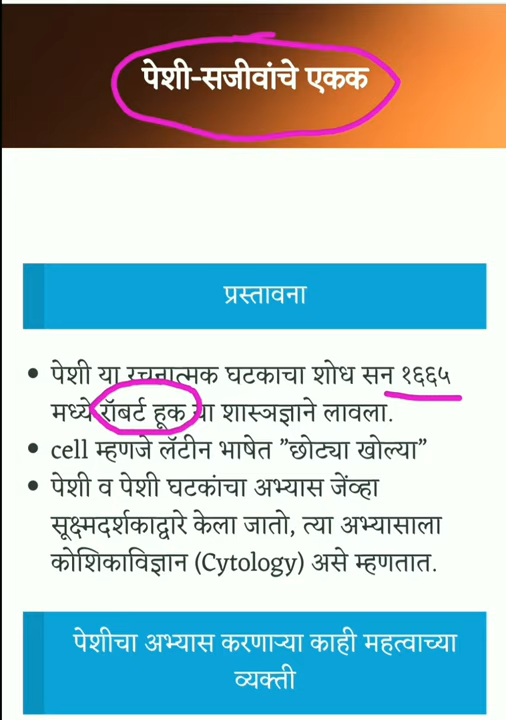 पेशी-सजीवांचे एकक
प्रस्तावना
• पेशी या रचनात्मक घटकाचा शोध सन १६६५
मध्ये रॉबर्ट हूक या शास्त्रज्ञाने लावला.
• cell म्हणजे लॅटीन भाषेत ”छोट्या खोल्या”
• पेशी व पेशी घटकांचा अभ्यास जेंव्हा
सूक्ष्मदर्शकाद्वारे केला जातो, त्या अभ्यासाला
कोशिकाविज्ञान (Cytology) असे म्हणतात.
पेशीचा अभ्यास करणाऱ्या काही महत्वाच्या
व्यक्ती